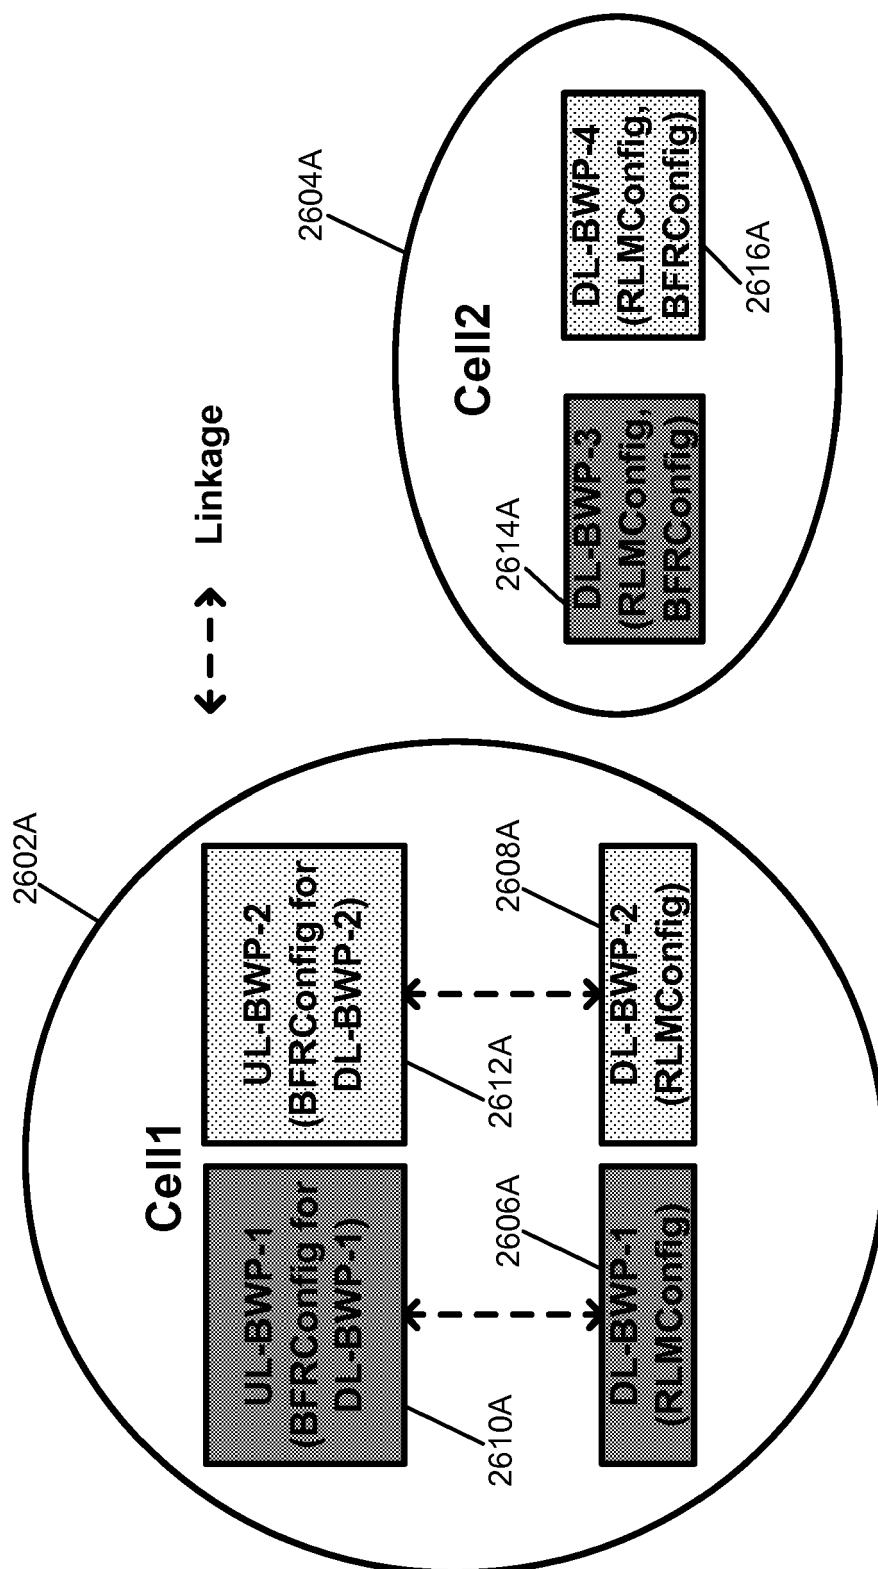 2602A
Cell1
UL-BWP-1
(BFRConfig for
DL-BWP-1)
UL-BWP-2
(BFRConfig for
DL-BWP-2)
2610A
2606A
2612A
2608A
DL-BWP-1
(RLMConfig)
DL-BWP-2
(RLMConfig)
Linkage
2604A
Cell2
2614A
DL-BWP-3
(RLMConfig,
BFRConfig)
DL-BWP-4
(RLMConfig,
BFRConfig)
2616A